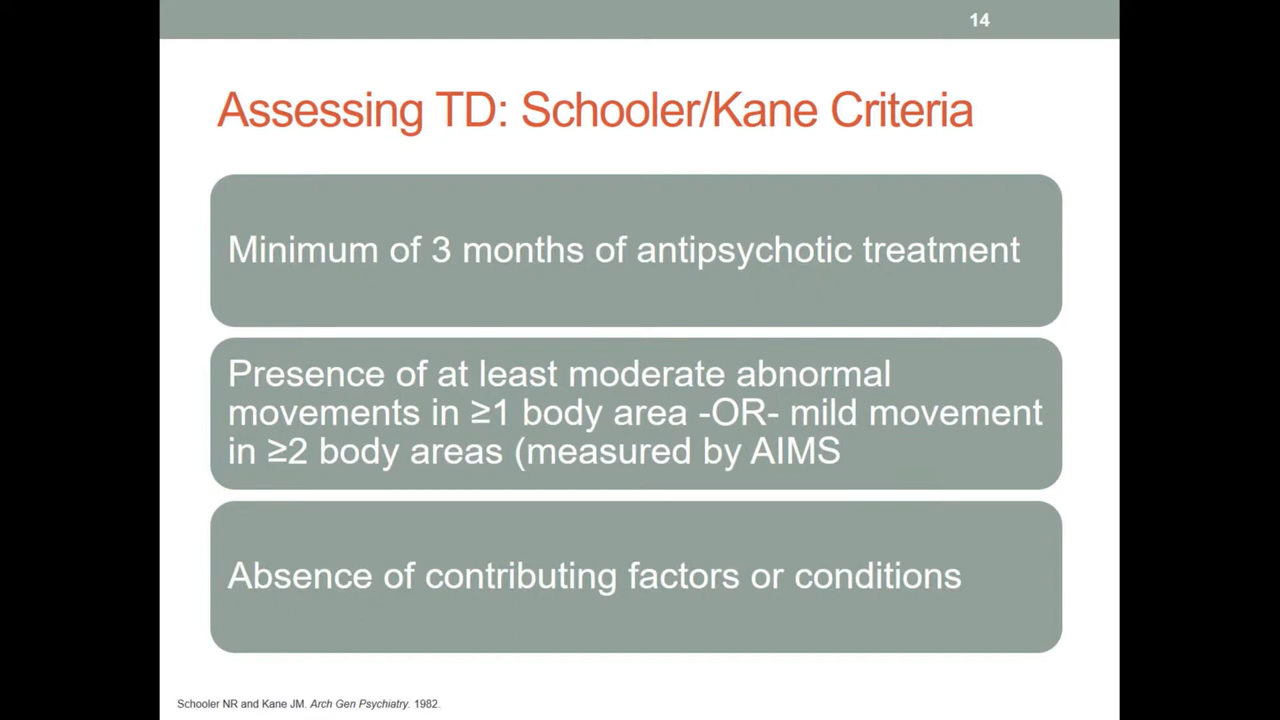 14
Assessing TD: Schooler/Kane Criteria
Minimum of 3 months of antipsychotic treatment
Presence of at least moderate abnormal
movements in ≥1 body area -OR- mild movement
in ≥2 body areas (measured by AIMS
Absence of contributing factors or conditions
Schooler NR and Kane JM. Arch Gen Psychiatry. 1982.